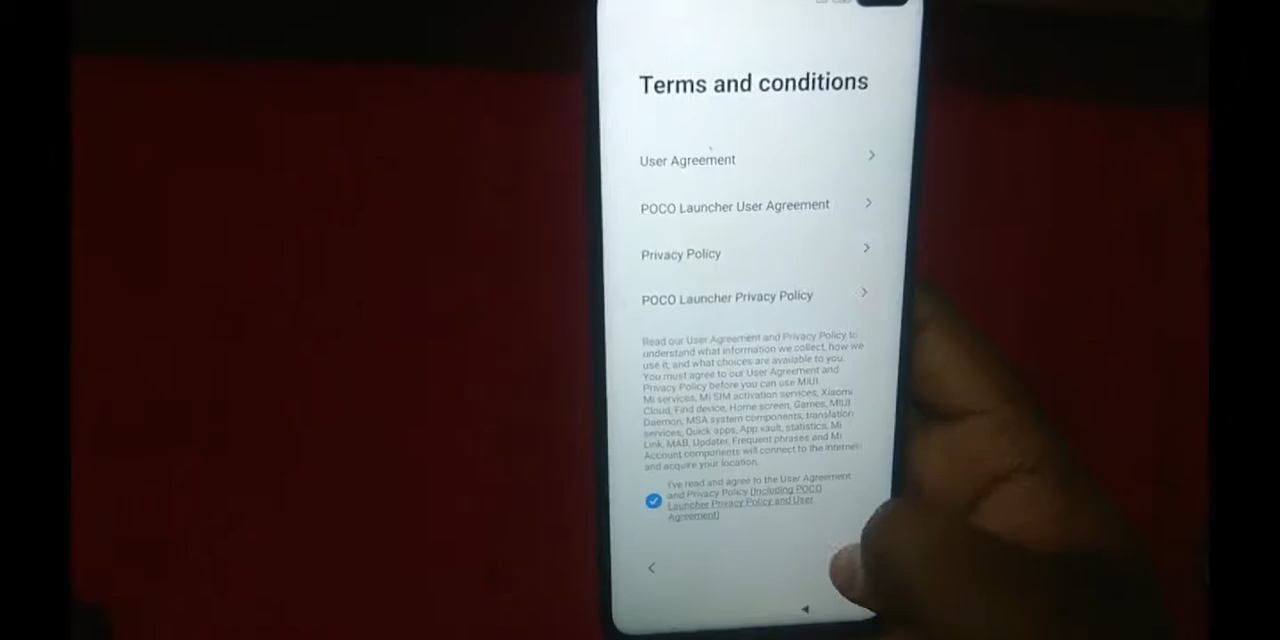 Terms and conditions
User Agreement
POCO Launcher User Agreement
Privacy Policy
POCO Launcher Privacy Policy
Read our User Agreement and Privacy Policy to
understand what information we collect, how we
use it, and what choices are available to you.
You must agree to our User Agreement and
Privacy Policy before you can use MIUI.
Mi services, Mi SIM activation services, Xiaomi
Cloud, Find device, Home screen, Games, MIUI
Daemon, MSA system components, translation
services, Quick apps, App vault, statistics, Mi
Link, MAB, Updater, Frequent phrases and Mi
Account components will connect to the internet
and acquire your location.
I've read and agree to the User Agreement
and Privacy Policy (Including POCO
Launcher Privacy Policy and User
Agreement)